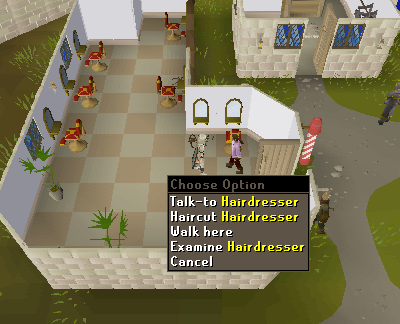 Choose Option
Talk-to Hairdresser
Haircut Hairdresser
Walk here
Examine Hairdresser
Cancel